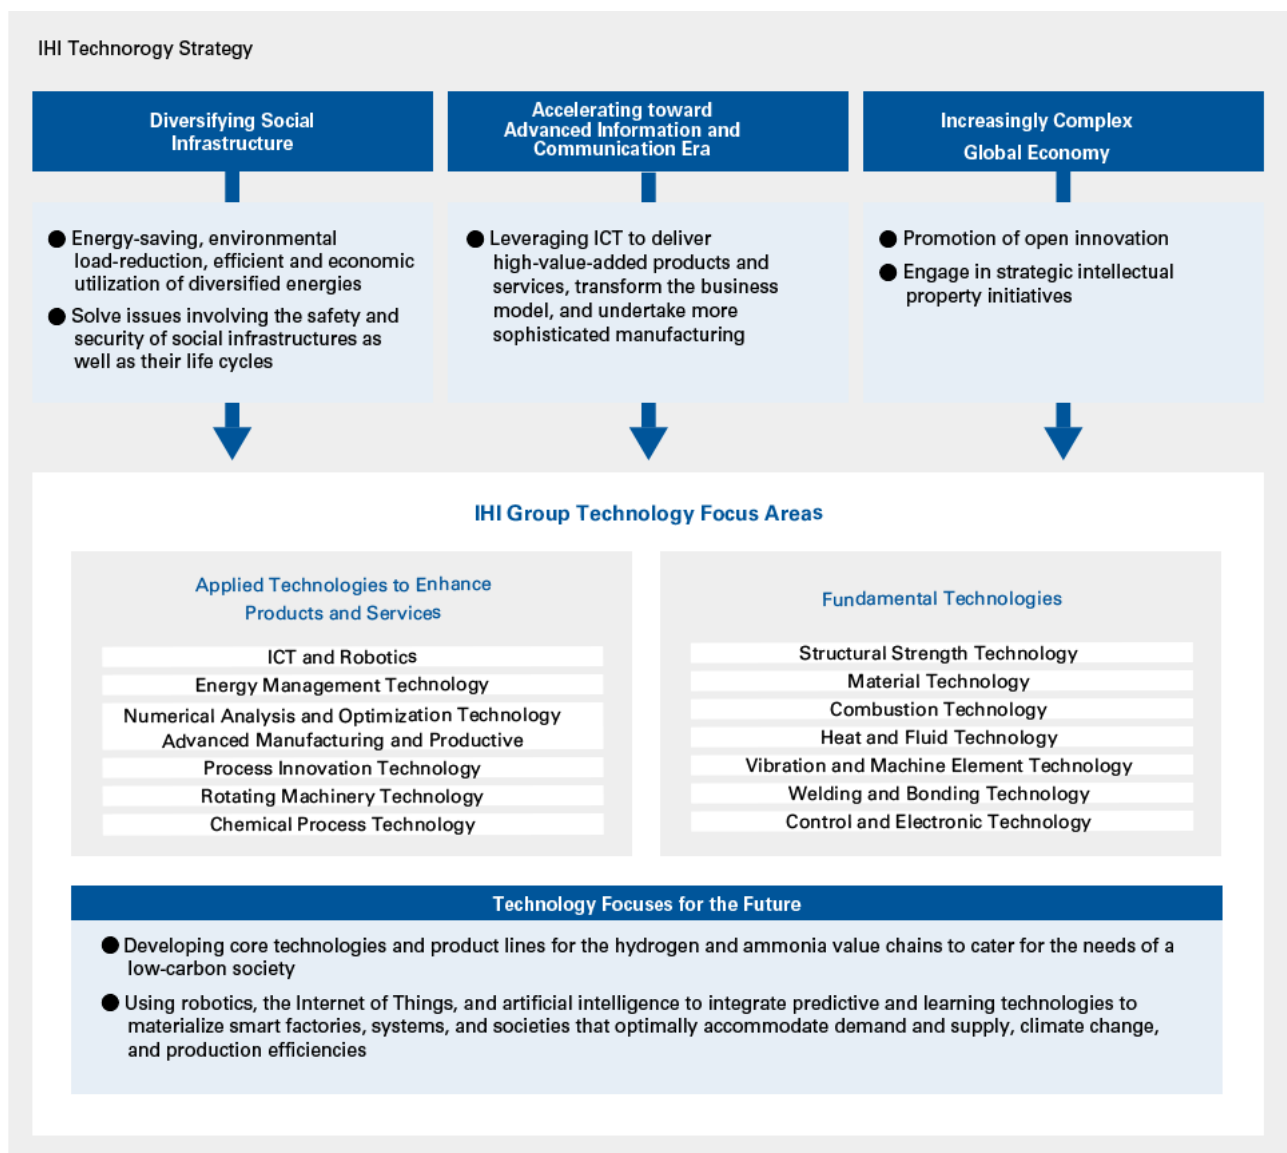 IHI Technorogy Strategy
Diversifying Social
Infrastructure
● Energy-saving, environmental
load-reduction, efficient and economic
utilization of diversified energies
● Solve issues involving the safety and
security of social infrastructures as
well as their life cycles
Accelerating toward
Advanced Information and
Communication Era
● Leveraging ICT to deliver
high-value-added products and
services, transform the business
model, and undertake more
sophisticated manufacturing
Increasingly Complex
Global Economy
● Promotion of open innovation
● Engage in strategic intellectual
property initiatives
IHI Group Technology Focus Areas
Applied Technologies to Enhance
Products and Services
ICT and Robotics
Energy Management Technology
Numerical Analysis and Optimization Technology
Advanced Manufacturing and Productive
Process Innovation Technology
Rotating Machinery Technology
Chemical Process Technology
Fundamental Technologies
Structural Strength Technology
Material Technology
Combustion Technology
Heat and Fluid Technology
Vibration and Machine Element Technology
Welding and Bonding Technology
Control and Electronic Technology
Technology Focuses for the Future
● Developing core technologies and product lines for the hydrogen and ammonia value chains to cater for the needs of a
low-carbon society
● Using robotics, the Internet of Things, and artificial intelligence to integrate predictive and learning technologies to
materialize smart factories, systems, and societies that optimally accommodate demand and supply, climate change,
and production efficiencies